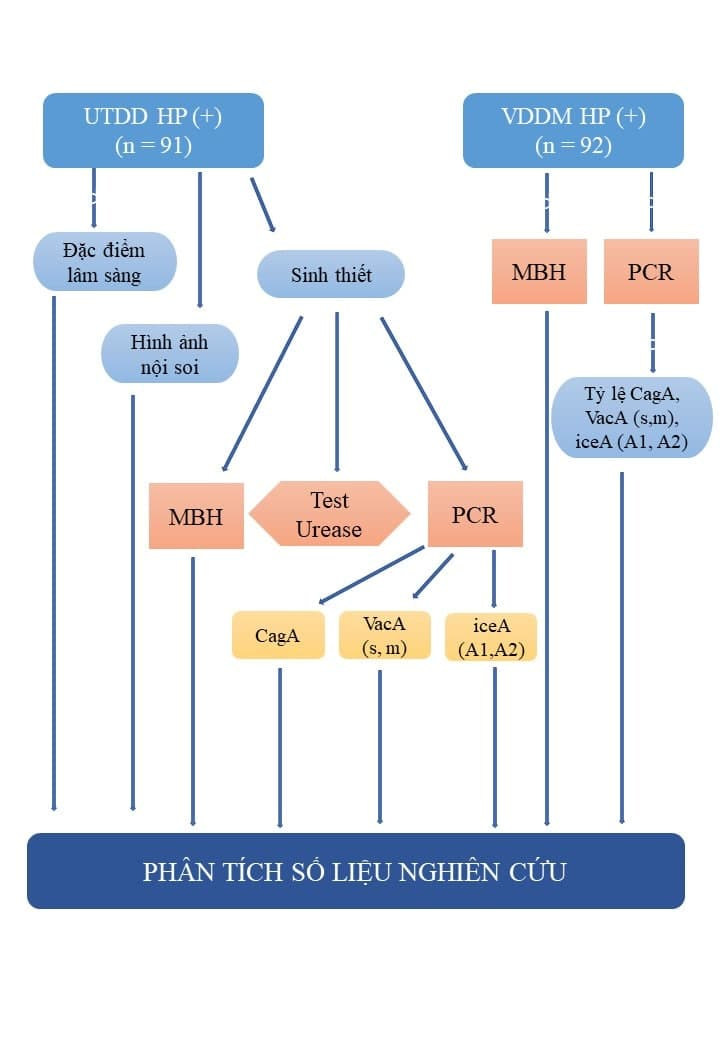 UTDD HP (+)
(n = 91)
VDDM HP (+)
(n = 92)
Đặc điểm
lâm sàng
Sinh thiết
MBH
PCR
Hình ảnh
nội soi
Tỷ lệ CagA,
VacA (s,m),
iceA (A1, A2)
MBH
Test
Urease
PCR
CagA
VacA
(s, m)
iceA
(A1,A2)
PHÂN TÍCH SỐ LIỆU NGHIÊN CỨU